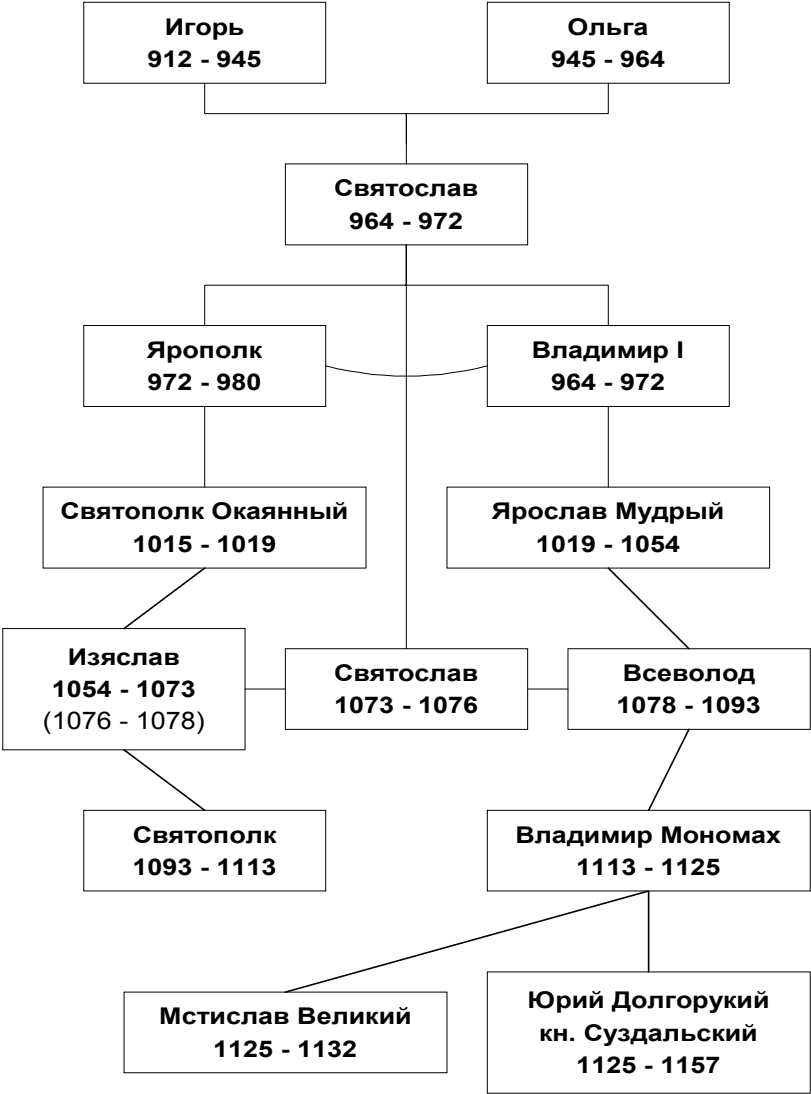 Игорь
912 - 945
Ольга
945 - 964
Святослав
964 - 972
Ярополк
972 - 980
Владимир I
964 - 972
Святополк Окаянный
1015 - 1019
Ярослав Мудрый
1019 - 1054
Изяслав
1054 - 1073
(1076 - 1078)
Святослав
1073 - 1076
Всеволод
1078 - 1093
Святополк
1093 - 1113
Владимир Мономах
1113 - 1125
Мстислав Великий
1125 - 1132
Юрий Долгорукий
кн. Суздальский
1125 - 1157